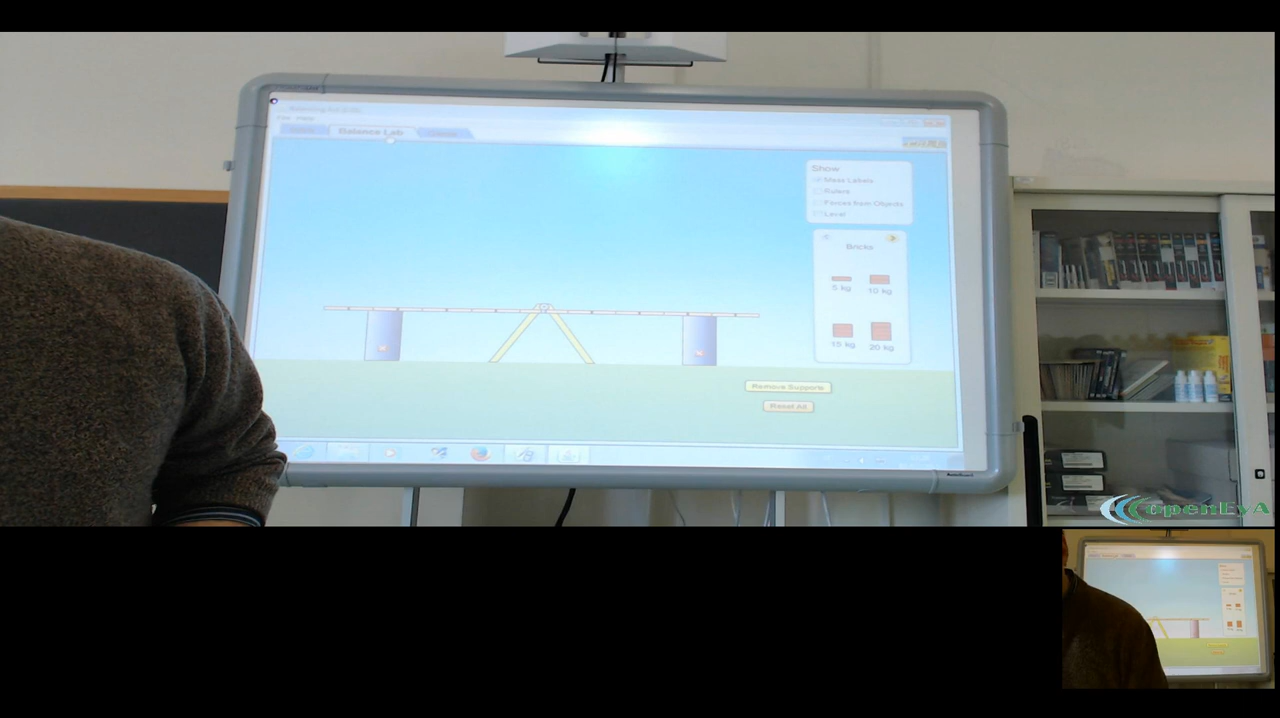 Balance Lab
Show
Mass Labels
Rulers
Forces from Objects
Level
Bricks
5 kg
10 kg
15 kg
20 kg
Remove Supports
Reset All
openEyA